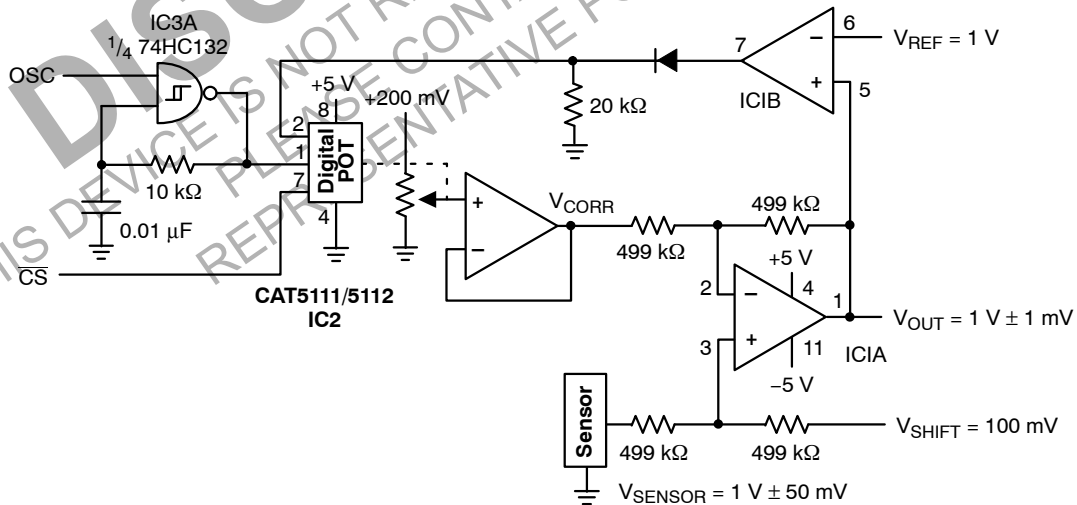 IC3A
1/4 74HC132
OSC
10 kΩ
0.01 μF
CS
2
1
7
+5 V
8
Digital
POT
4
CAT5111/5112
IC2
+200 mV
+
−
VCORR
499 kΩ
499 kΩ
20 kΩ
7
ICIB
−
+
6
5
VREF = 1 V
2
3
−
+
+5 V
4
11
−5 V
1
ICIA
VOUT = 1 V ± 1 mV
Sensor
499 kΩ
499 kΩ
VSHIFT = 100 mV
VSENSOR = 1 V ± 50 mV